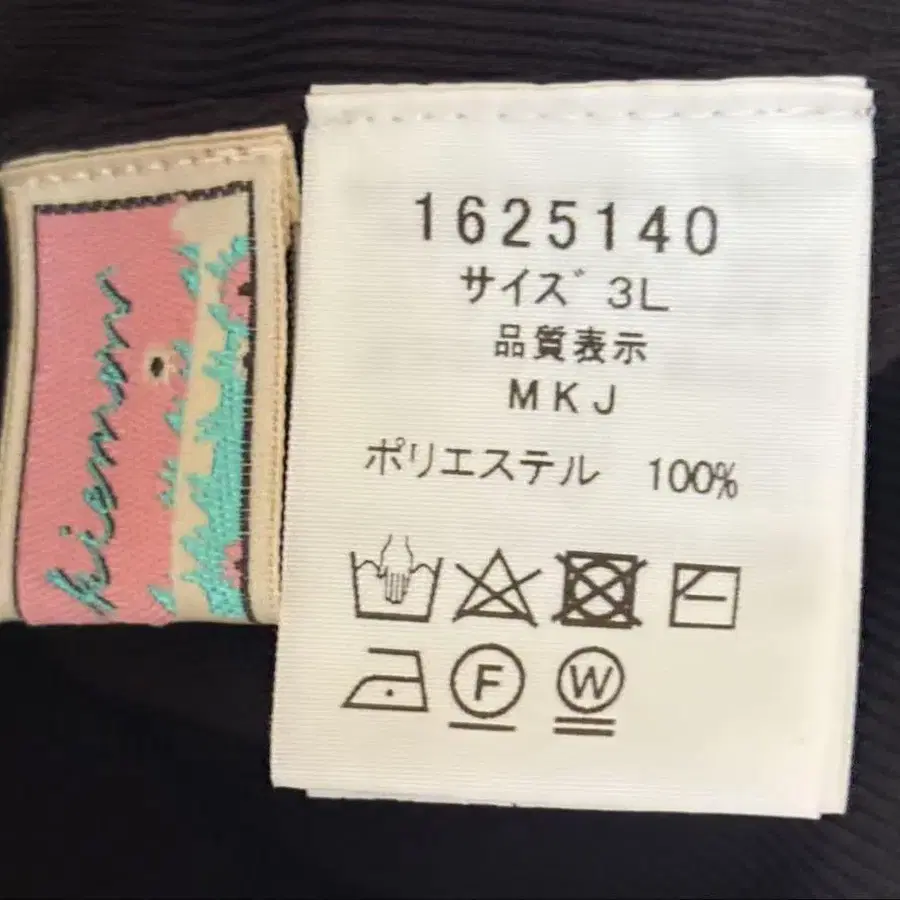 1625140
サイズ 3L
品質表示
MKJ
ポリエステル 100%
F W